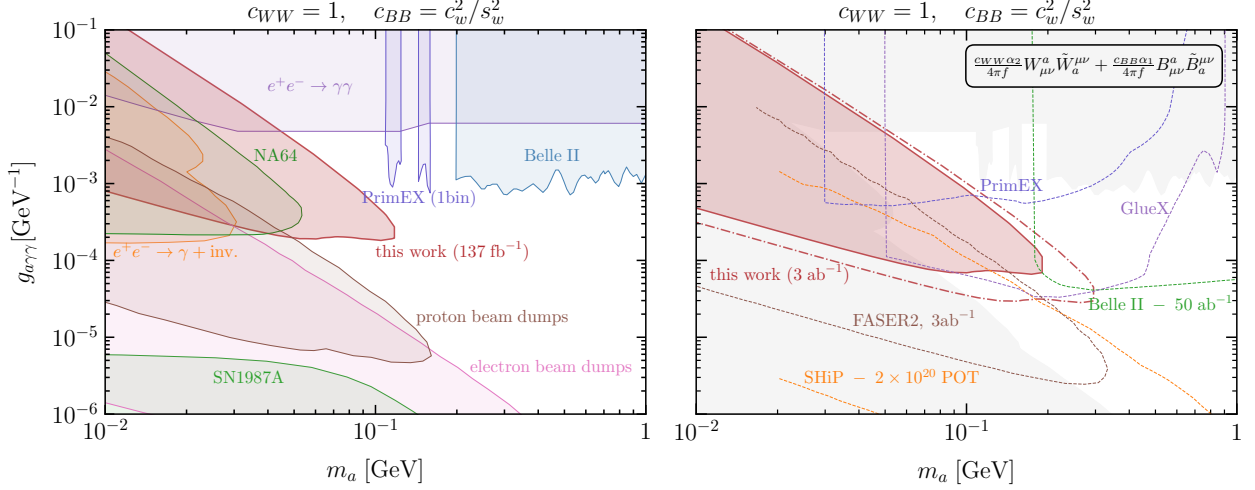 c_{WW} = 1,   c_{BB} = c_w^2/s_w^2
g_{aγγ} [GeV^{-1}]
10^{-1}
10^{-2}
10^{-3}
10^{-4}
10^{-5}
10^{-6}
e^+e^- → γγ
NA64
Belle II
PrimEX (1bin)
e^+e^- → γ + inv.
this work (137 fb^{-1})
proton beam dumps
electron beam dumps
SN1987A
10^{-2}
10^{-1}
1
m_a [GeV]
c_{WW} = 1,   c_{BB} = c_w^2/s_w^2
\frac{c_{WW}α_2}{4πf} W^a_{μν} \tilde{W}^{μν}_a + \frac{c_{BB}α_1}{4πf} B^a_{μν} \tilde{B}^{μν}_a
PrimEX
GlueX
this work (3 ab^{-1})
Belle II − 50 ab^{-1}
FASER2, 3ab^{-1}
SHiP − 2 × 10^{20} POT
10^{-2}
10^{-1}
1
m_a [GeV]